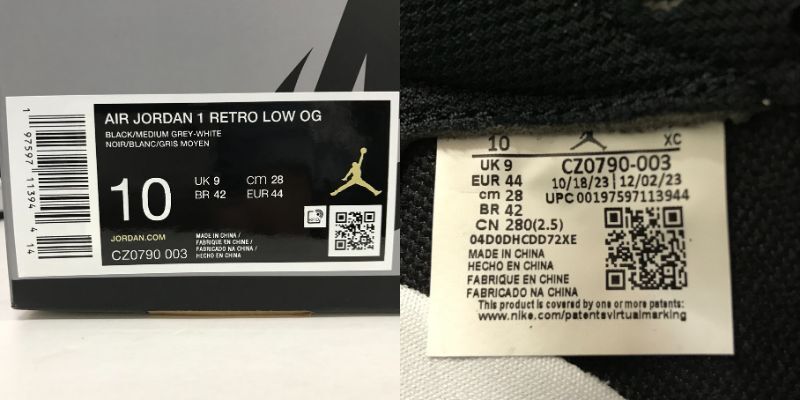 AIR JORDAN 1 RETRO LOW OG
BLACK/MEDIUM GREY-WHITE
NOIR/BLANC/GRIS MOYEN
10
UK 9 cm 28
BR 42 EUR 44
JORDAN.COM
CZ0790 003
MADE IN CHINA /
FABRIQUE EN CHINE /
FABRICADO NA CHINA /
HECHO EN CHINA
1 97597 11394 4 14
10 XC
UK 9 CZ0790-003
EUR 44 10/18/23 12/02/23
cm 28 UPC 00197597113944
BR 42
CN 280(2.5)
04D0DHCDD72XE
MADE IN CHINA
HECHO EN CHINA
FABRIQUE EN CHINE
FABRICADO NA CHINA
This product is covered by one or more patents:
www.nike.com/patentsvirtualmarking